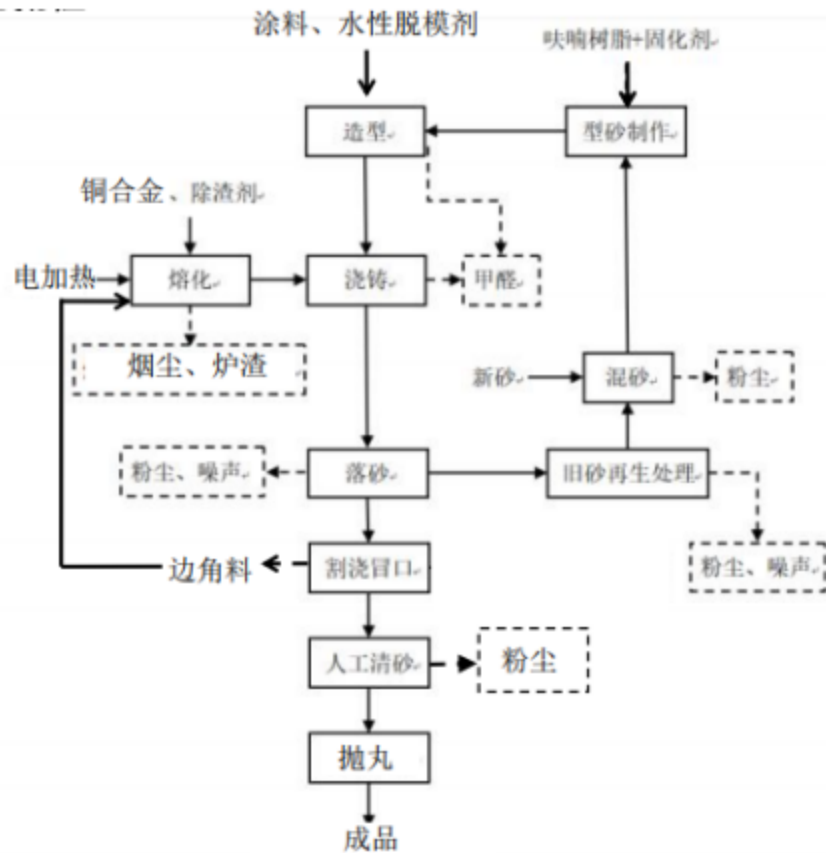 涂料、水性脱模剂
呋喃树脂+固化剂
造型
型砂制作
铜合金、除渣剂
电加热
熔化
浇铸
甲醛
烟尘、炉渣
新砂
混砂
粉尘
粉尘、噪声
落砂
旧砂再生处理
边角料
割浇冒口
粉尘、噪声
人工清砂
粉尘
抛丸
成品